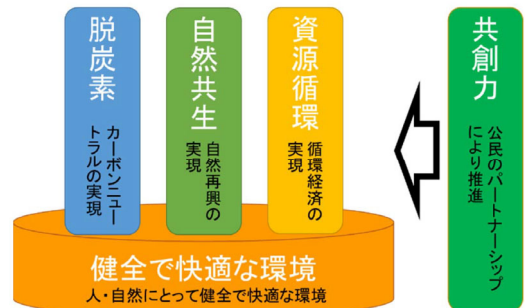 脱炭素
カーボンニュー
トラルの実現
自然共生
自然再興の
実現
資源循環
循環経済の
実現
共創力
公民のパートナーシップ
により推進
健全で快適な環境
人・自然にとって健全で快適な環境